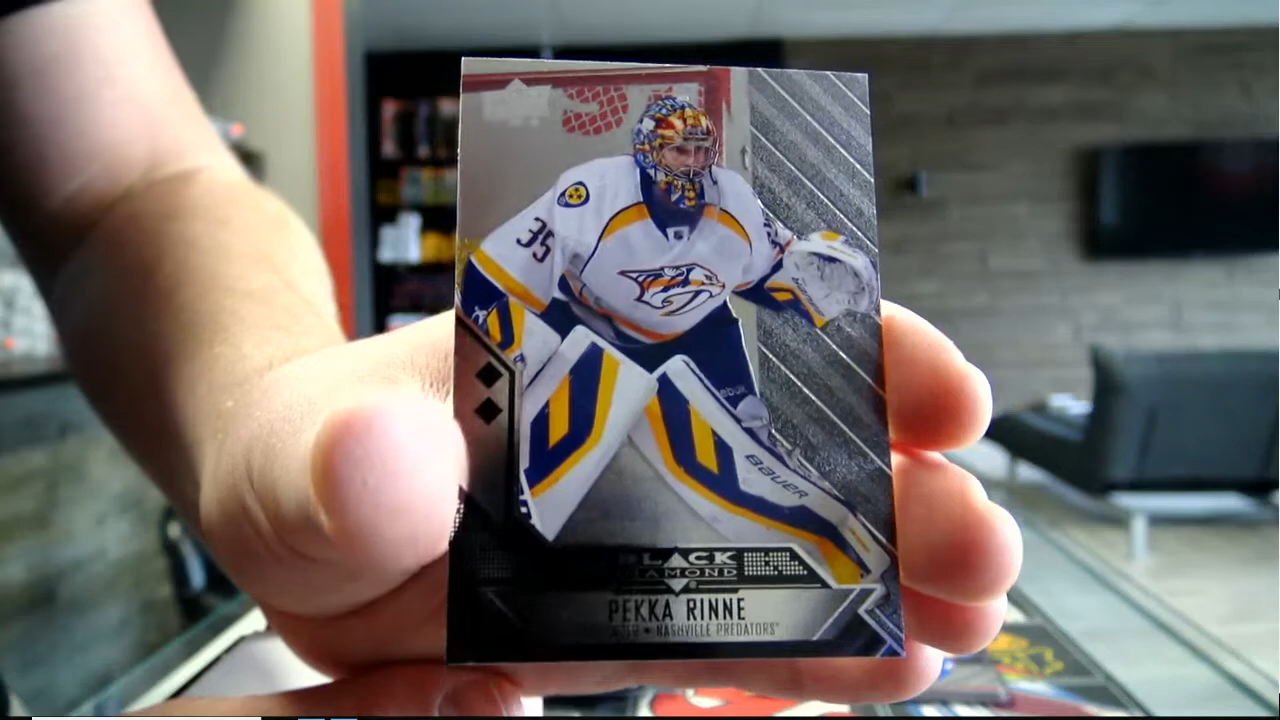 35
BAUER
BLACK
DIAMOND
PEKKA RINNE
NASHVILLE PREDATORS